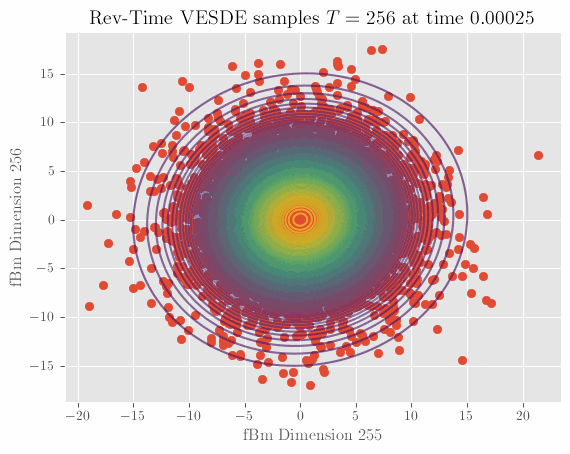 Rev-Time VESDE samples T = 256 at time 0.00025
15
10
5
0
−5
−10
−15
fBm Dimension 256
−20 −15 −10 −5 0 5 10 15 20
fBm Dimension 255